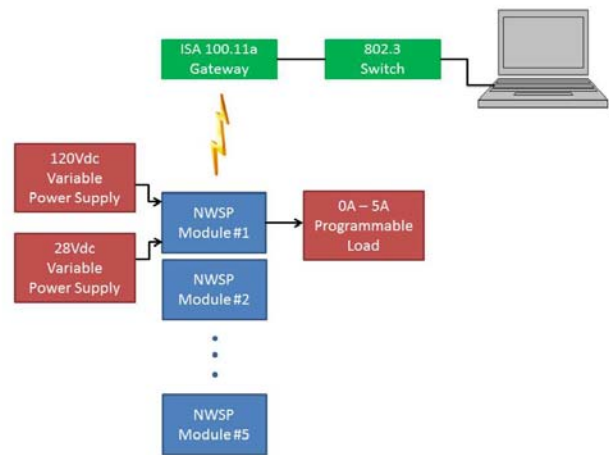 ISA 100.11a
Gateway
802.3
Switch
120Vdc
Variable
Power Supply
NWSP
Module #1
0A – 5A
Programmable
Load
28Vdc
Variable
Power Supply
NWSP
Module #2
NWSP
Module #5